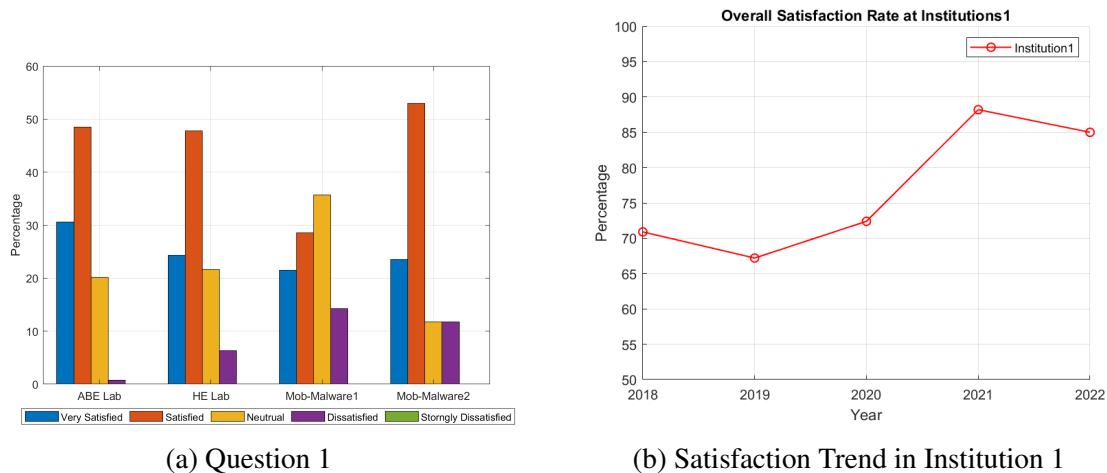 60
50
40
30
20
10
0
Percentage
ABE Lab
HE Lab
Mob-Malware1
Mob-Malware2
Very Satisfied
Satisfied
Neutrual
Dissatisfied
Storngly Dissatisfied
(a) Question 1
Overall Satisfaction Rate at Institutions1
Institution1
100
95
90
85
80
75
70
65
60
55
50
Percentage
2018
2019
2020
2021
2022
Year
(b) Satisfaction Trend in Institution 1